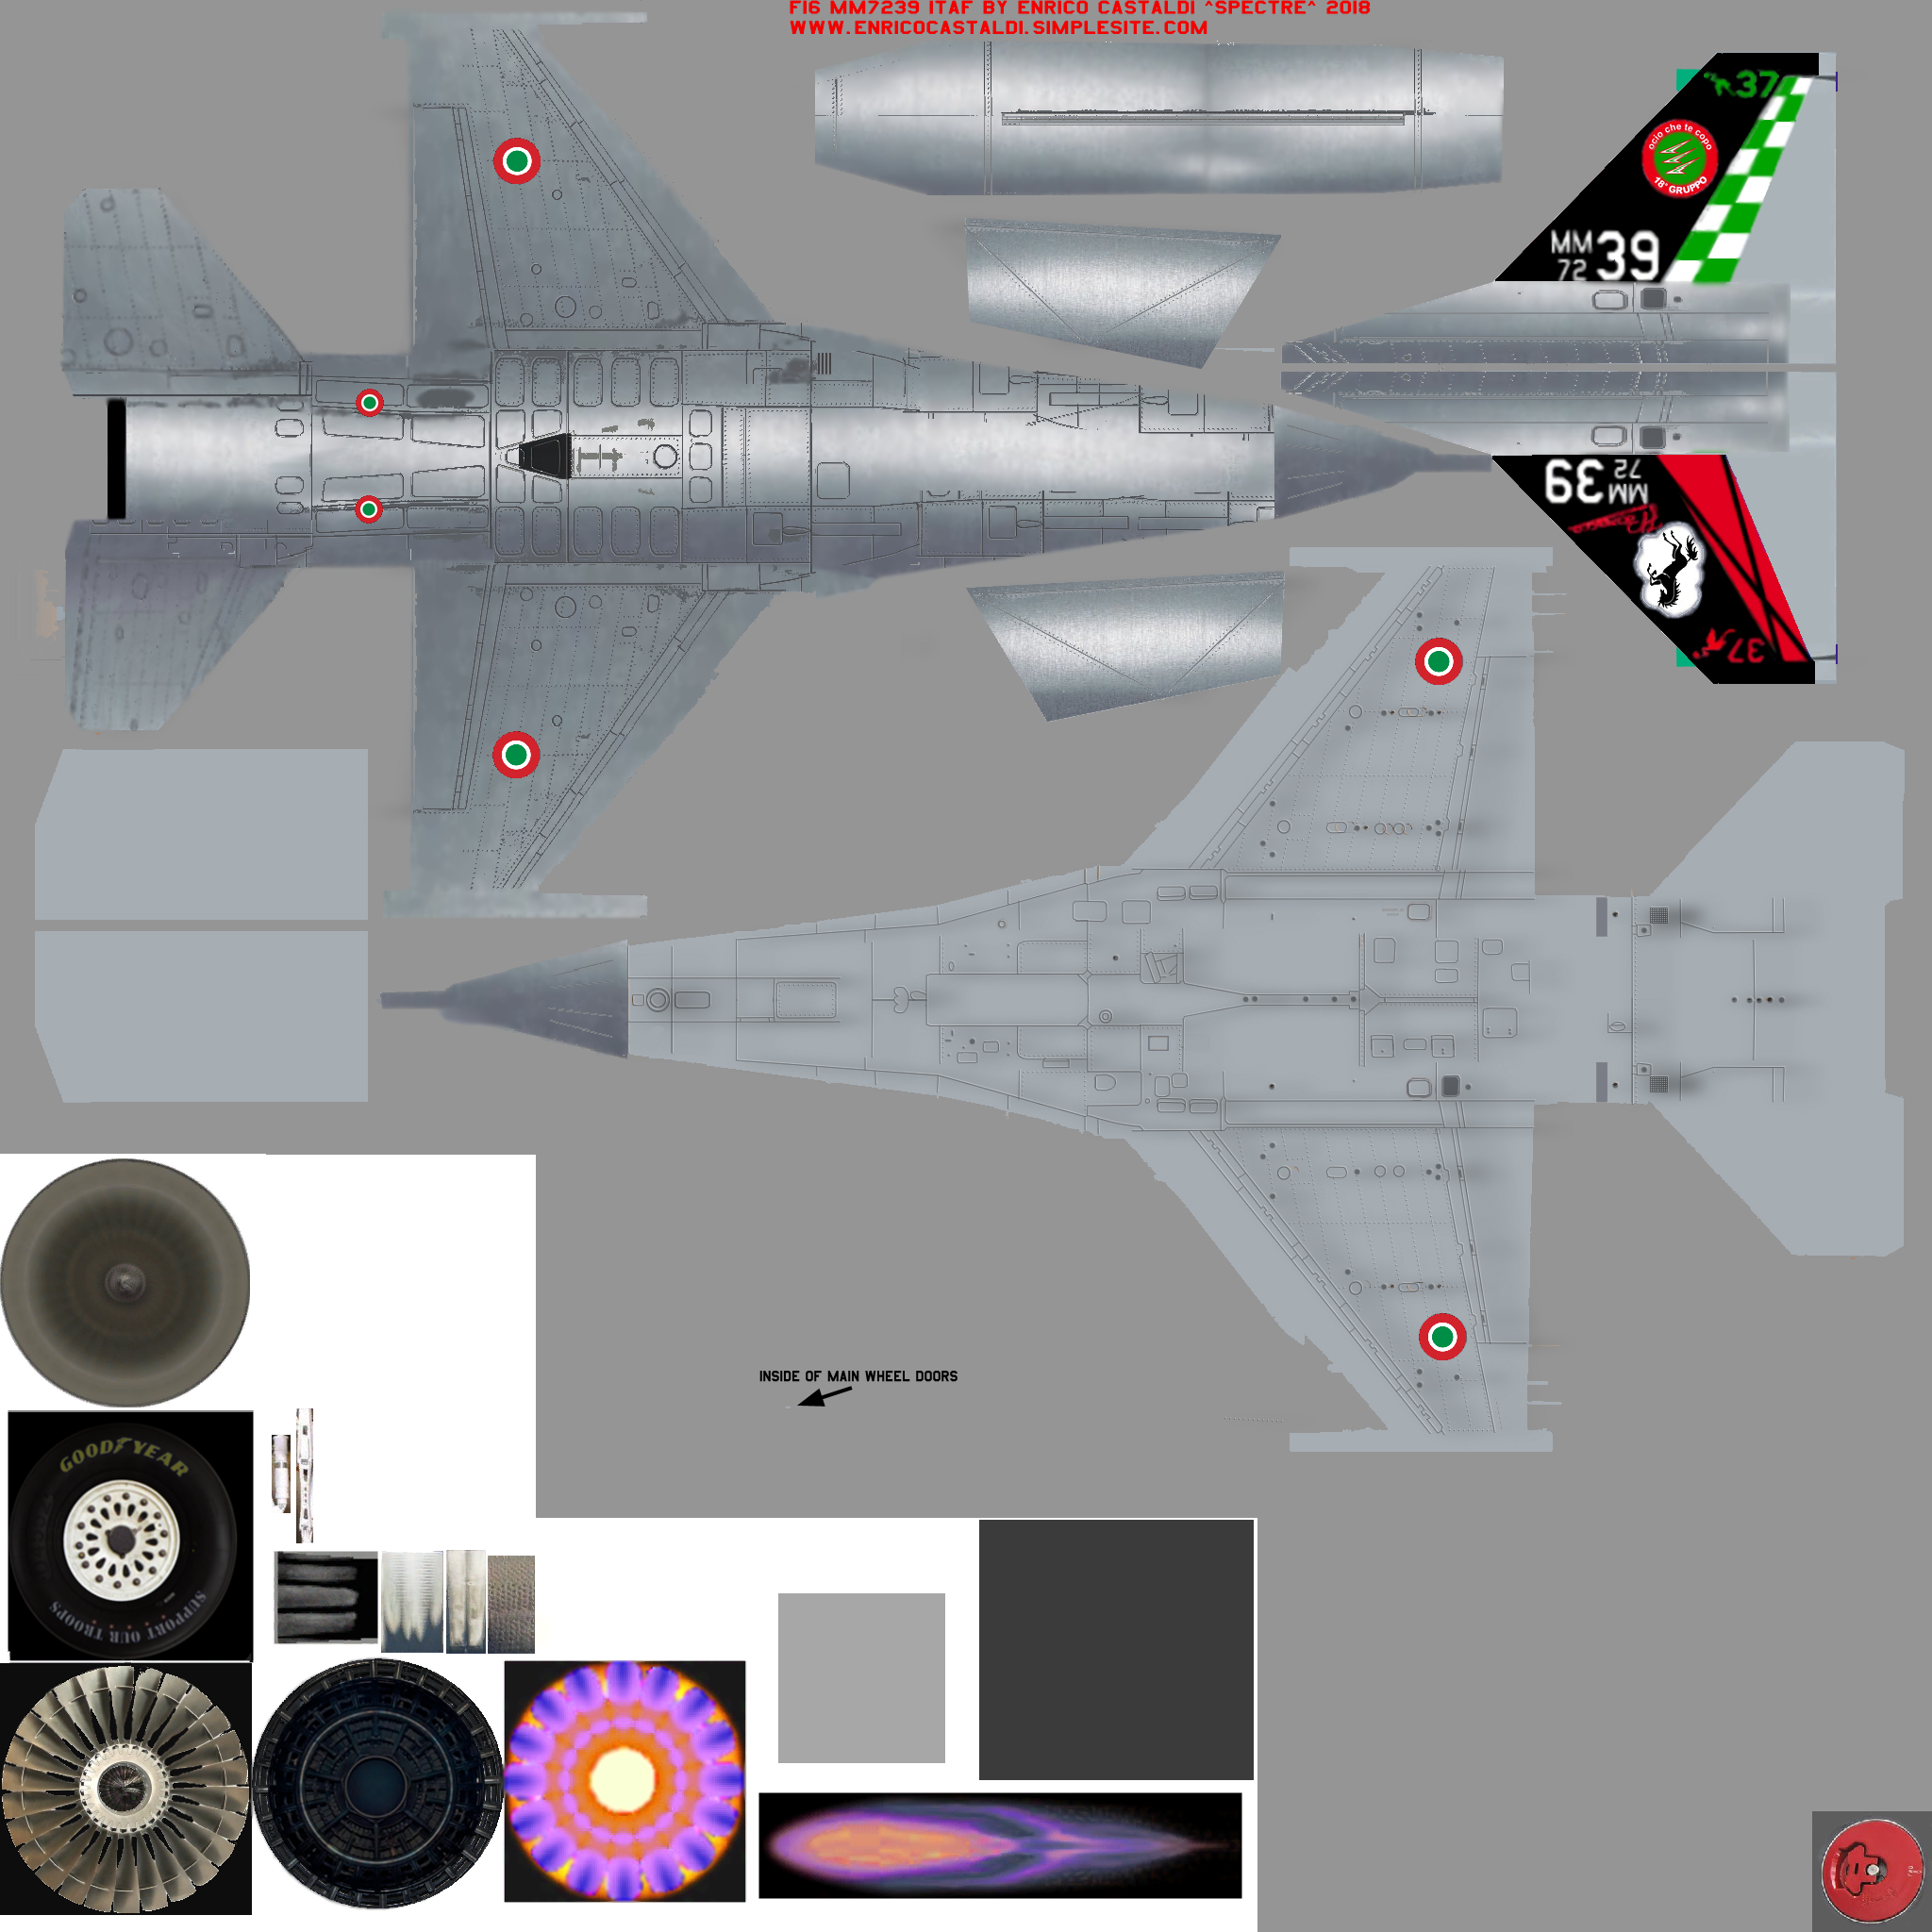 F16 MM7239 ITAF BY ENRICO CASTALDI ^SPECTRE^ 2018
WWW.ENRICOCASTALDI.SIMPLESITE.COM
37
ocio che te copo
18° GRUPPO
MM
72
39
MM
72
39
37
INSIDE OF MAIN WHEEL DOORS
GOODYEAR
SUPPORT OUR TROOPS